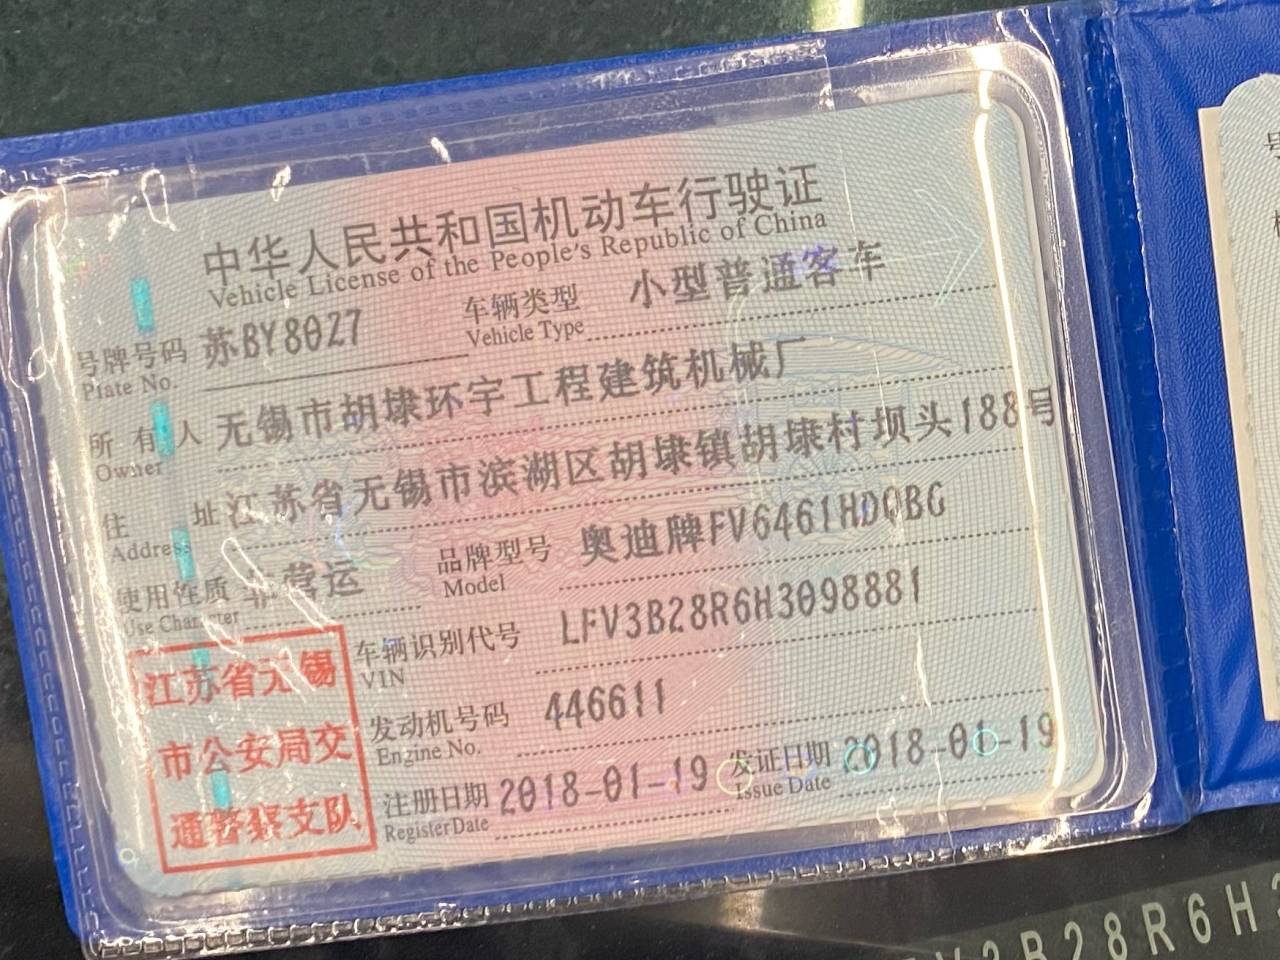 中华人民共和国机动车行驶证
Vehicle License of the People's Republic of China
号牌号码 苏BY8027 车辆类型 小型普通客车
Plate No. Vehicle Type
所有人 无锡市胡埭环宇工程建筑机械厂
Owner
住址 江苏省无锡市滨湖区胡埭镇胡埭村坝头188号
Address
使用性质 非营运 品牌型号 奥迪牌FV6461HDQBG
Use Character Model
车辆识别代号 LFV3B28R6H3098881
VIN
发动机号码 446611
Engine No.
注册日期 2018-01-19 发证日期 2018-01-19
Register Date Issue Date
江苏省无锡
市公安局交
通警察支队
号
V3B28R6H